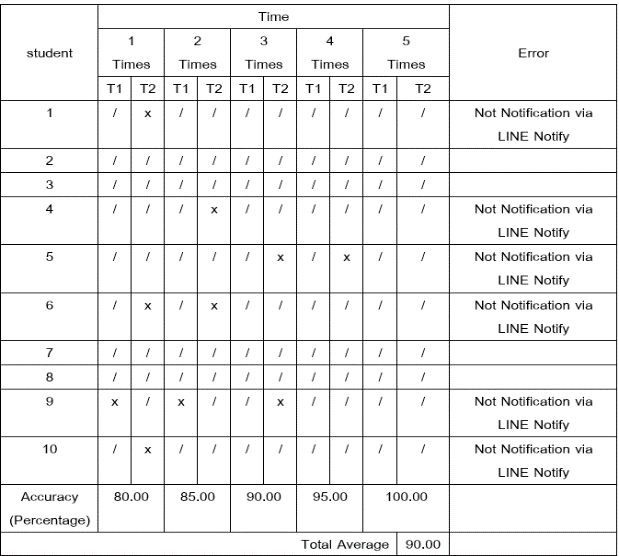 Time
student
1 2 3 4 5
Error
Times Times Times Times Times
T1 T2 T1 T2 T1 T2 T1 T2 T1 T2
1 / x / / / / / / / / Not Notification via
LINE Notify
2 / / / / / / / / / /
3 / / / / / / / / / /
4 / / / x / / / / / / Not Notification via
LINE Notify
5 / / / / / x / x / / Not Notification via
LINE Notify
6 / x / x / / / / / / Not Notification via
LINE Notify
7 / / / / / / / / / /
8 / / / / / / / / / /
9 x / x / / x / / / / Not Notification via
LINE Notify
10 / x / / / / / / / / Not Notification via
LINE Notify
Accuracy 80.00 85.00 90.00 95.00 100.00
(Percentage)
Total Average 90.00